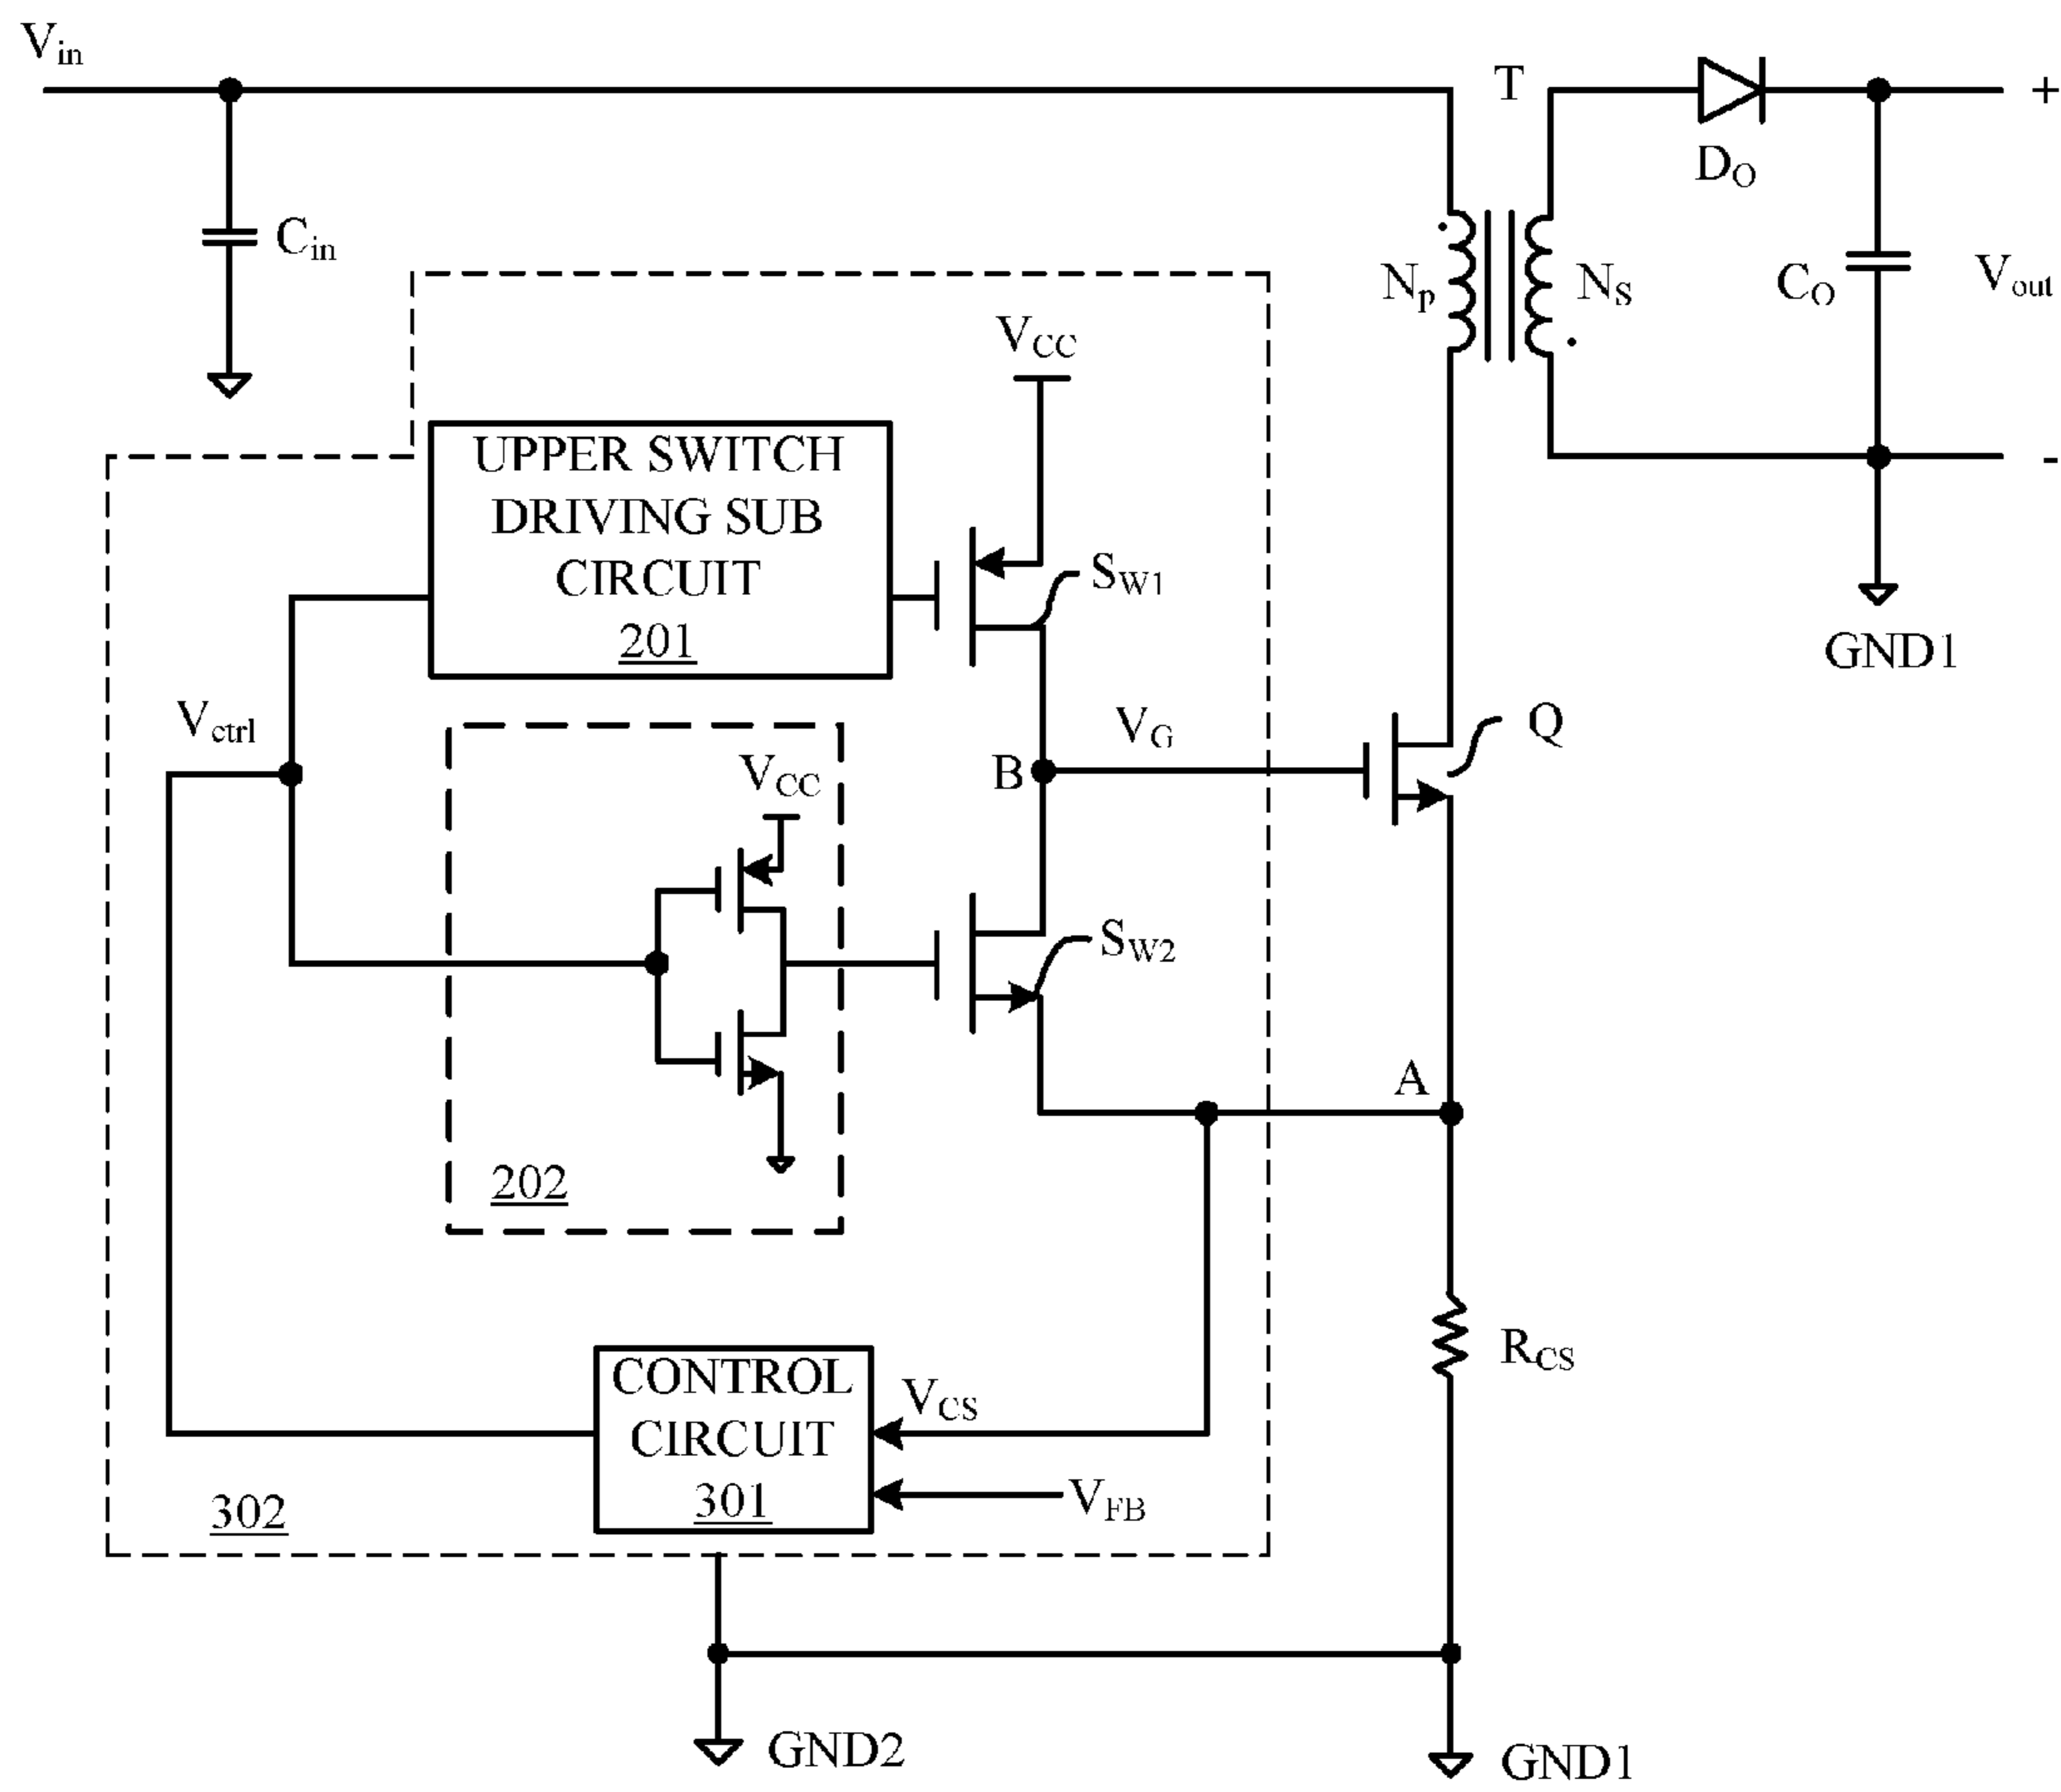 Vin
T
+
DO
Cin
Np
NS
CO
Vout
VCC
UPPER SWITCH
DRIVING SUB
CIRCUIT
201
-
SW1
GND1
Vctrl
VG
Q
B
VCC
SW2
A
202
CONTROL
CIRCUIT
301
VCS
RCS
VFB
302
GND2
GND1